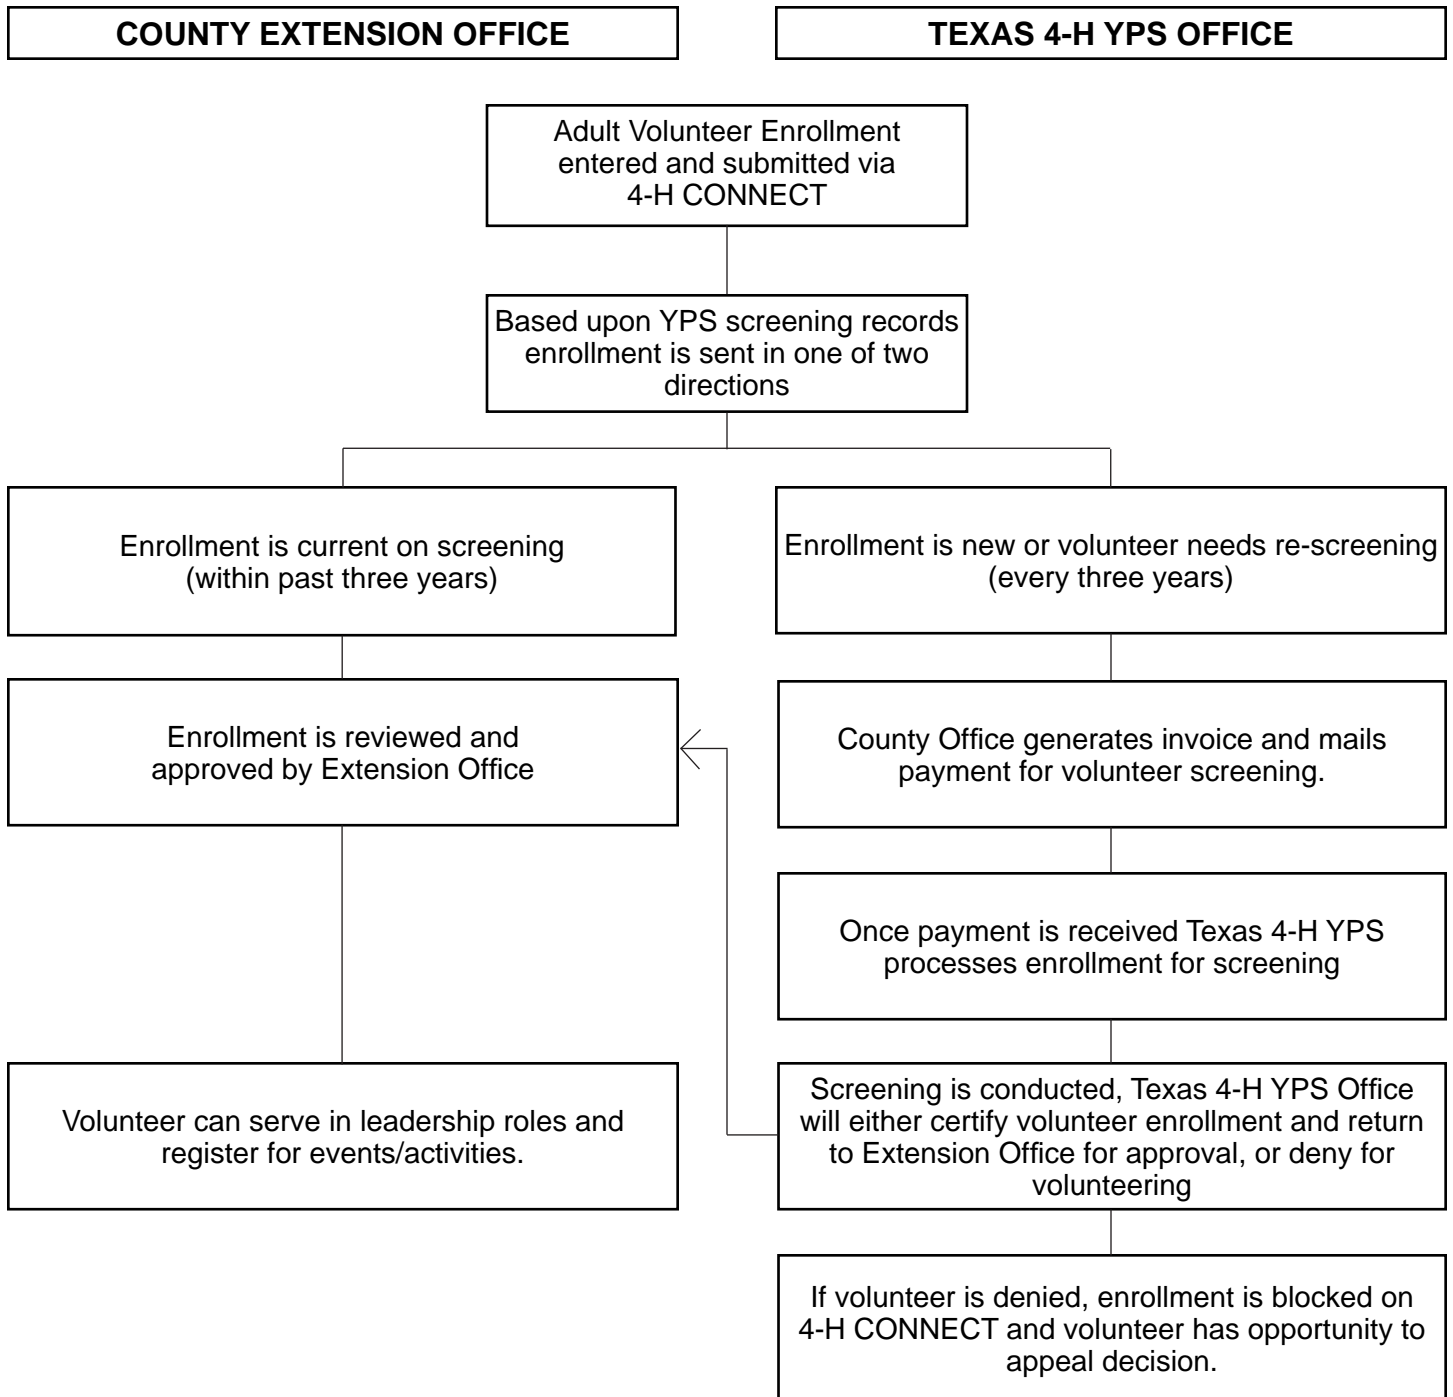 COUNTY EXTENSION OFFICE
TEXAS 4-H YPS OFFICE
Adult Volunteer Enrollment
entered and submitted via
4-H CONNECT
Based upon YPS screening records
enrollment is sent in one of two
directions
Enrollment is current on screening
(within past three years)
Enrollment is new or volunteer needs re-screening
(every three years)
Enrollment is reviewed and
approved by Extension Office
County Office generates invoice and mails
payment for volunteer screening.
Once payment is received Texas 4-H YPS
processes enrollment for screening
Volunteer can serve in leadership roles and
register for events/activities.
Screening is conducted, Texas 4-H YPS Office
will either certify volunteer enrollment and return
to Extension Office for approval, or deny for
volunteering
If volunteer is denied, enrollment is blocked on
4-H CONNECT and volunteer has opportunity to
appeal decision.